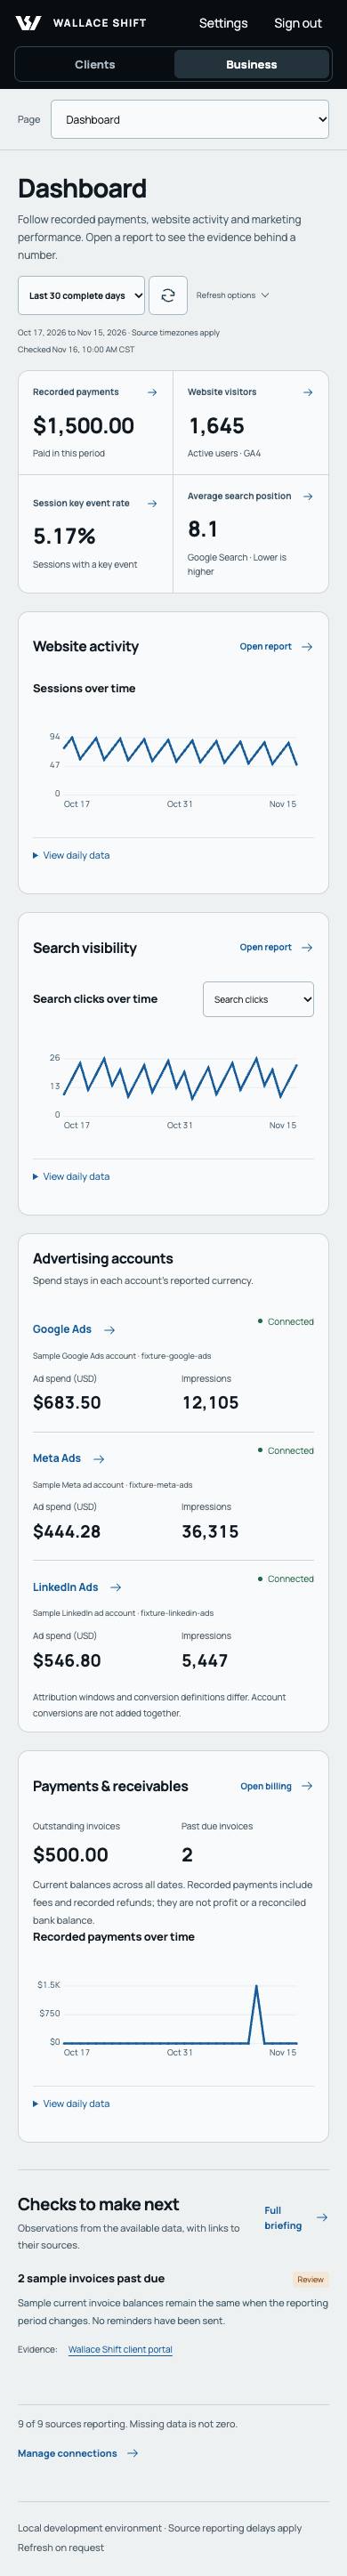 WALLACE SHIFT
Settings
Sign out
Clients
Business
Page
Dashboard
Dashboard
Follow recorded payments, website activity and marketing
performance. Open a report to see the evidence behind a
number.
Last 30 complete days
Refresh options
Oct 17, 2026 to Nov 15, 2026 · Source timezones apply
Checked Nov 16, 10:00 AM CST
Recorded payments
$1,500.00
Paid in this period
Website visitors
1,645
Active users · GA4
Session key event rate
5.17%
Sessions with a key event
Average search position
8.1
Google Search · Lower is
higher
Website activity
Open report
Sessions over time
94
47
0
Oct 17
Oct 31
Nov 15
View daily data
Search visibility
Open report
Search clicks over time
Search clicks
26
13
0
Oct 17
Oct 31
Nov 15
View daily data
Advertising accounts
Spend stays in each account's reported currency.
Google Ads
Connected
Sample Google Ads account · fixture-google-ads
Ad spend (USD)
Impressions
$683.50
12,105
Meta Ads
Connected
Sample Meta ad account · fixture-meta-ads
Ad spend (USD)
Impressions
$444.28
36,315
LinkedIn Ads
Connected
Sample LinkedIn ad account · fixture-linkedin-ads
Ad spend (USD)
Impressions
$546.80
5,447
Attribution windows and conversion definitions differ. Account
conversions are not added together.
Payments & receivables
Open billing
Outstanding invoices
Past due invoices
$500.00
2
Current balances across all dates. Recorded payments include
fees and recorded refunds; they are not profit or a reconciled
bank balance.
Recorded payments over time
$1.5K
$750
$0
Oct 17
Oct 31
Nov 15
View daily data
Checks to make next
Full
briefing
Observations from the available data, with links to
their sources.
2 sample invoices past due
Review
Sample current invoice balances remain the same when the reporting
period changes. No reminders have been sent.
Evidence:
Wallace Shift client portal
9 of 9 sources reporting. Missing data is not zero.
Manage connections
Local development environment · Source reporting delays apply
Refresh on request